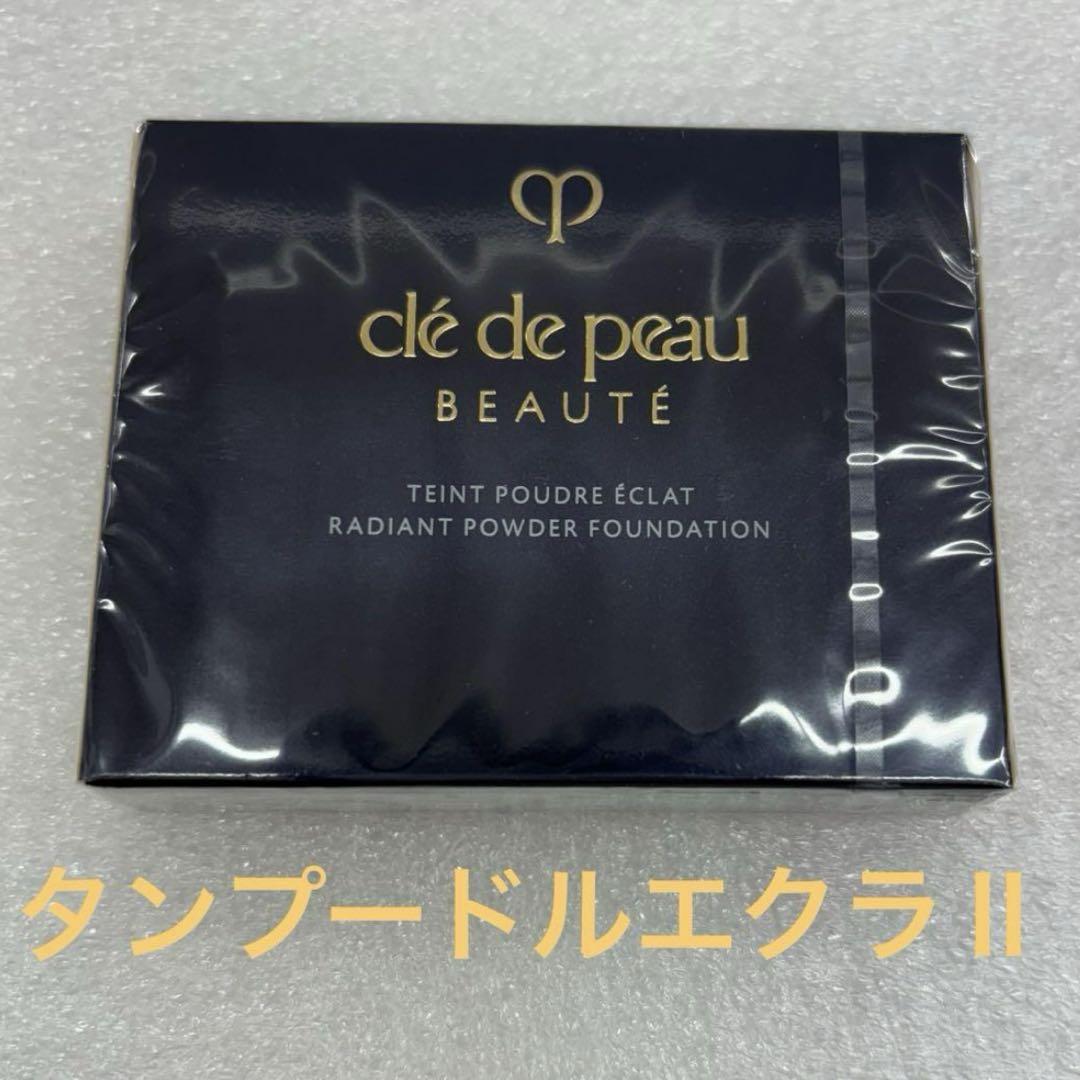 clé de peau
BEAUTÉ
TEINT POUDRE ÉCLAT
RADIANT POWDER FOUNDATION
タンプードルエクラⅡ